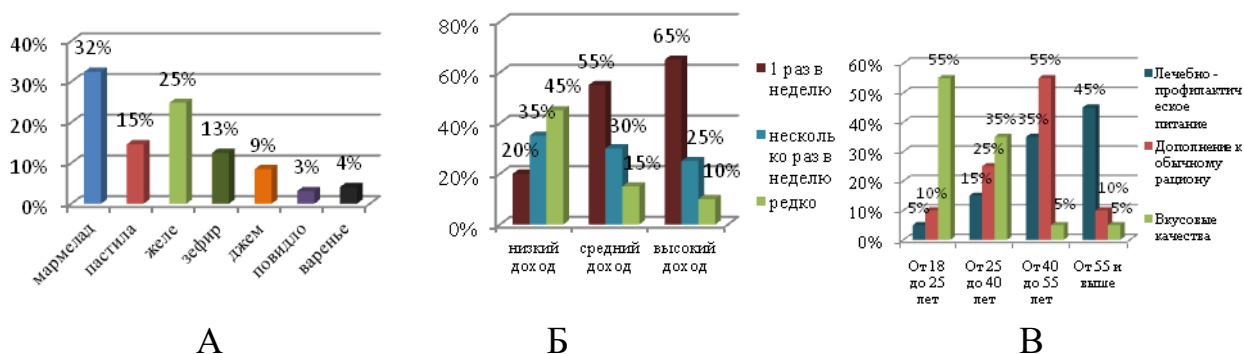 40%
30%
20%
10%
0%
32%
15%
25%
13%
9%
3%
4%
мармелад
пастила
желе
зефир
джем
повидло
варенье
А
80%
60%
40%
20%
0%
20%
35%
45%
55%
30%
15%
65%
25%
10%
низкий
доход
средний
доход
высокий
доход
1 раз в
неделю
несколь
ко раз в
неделю
редко
Б
60%
50%
40%
30%
20%
10%
0%
5%
10%
55%
15%
25%
35%
35%
55%
5%
45%
10%
5%
От 18
до 25
лет
От 25
до 40
лет
От 40
до 55
лет
От 55 и
выше
Лечебно -
профилактич
еское
питание
Дополнение к
обычному
рациону
Вкусовые
качества
В